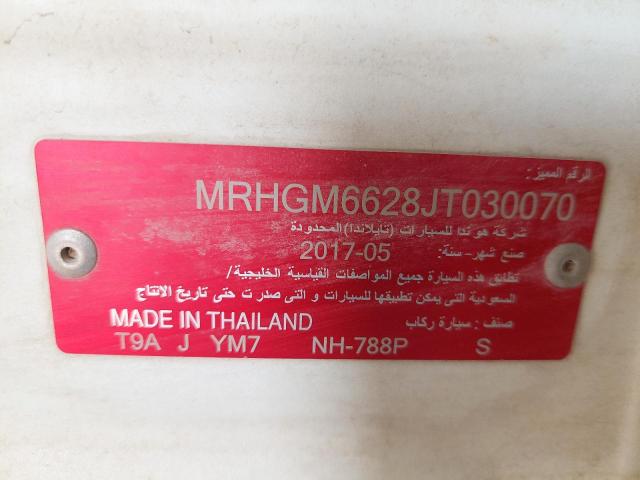 الرقم المميز:
MRHGM6628JT030070
شركة هوندا للسيارات (تايلاندا) المحدودة
صنع شهر-سنة: 2017-05
تطابق هذه السيارة جميع المواصفات القياسية الخليجية/
السعودية التى يمكن تطبيقها للسيارات و التى صدرت حتى تاريخ الانتاج
صنف: سيارة ركاب MADE IN THAILAND
T9A J YM7 NH-788P S